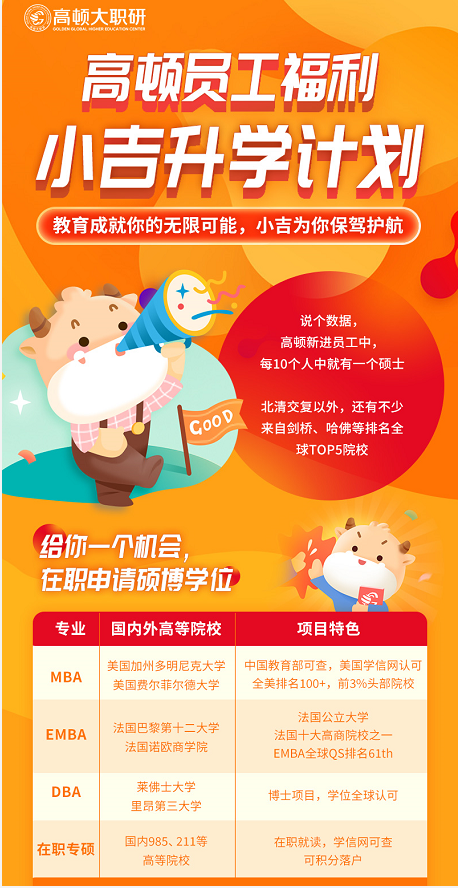 高顿大职研
GOLDEN GLOBAL HIGHER EDUCATION CENTER
高顿员工福利
小吉升学计划
教育成就你的无限可能，小吉为你保驾护航
说个数据，
高顿新进员工中，
每10个人中就有一个硕士
北清交复以外，还有不少
来自剑桥、哈佛等排名全
球TOP5院校
GOOD
给你一个机会，
在职申请硕博学位
专业 国内外高等院校 项目特色
MBA
美国加州多明尼克大学
美国费尔菲尔德大学
中国教育部可查，美国学信网认可
全美排名100+，前3%头部院校
EMBA
法国巴黎第十二大学
法国诺欧商学院
法国公立大学
法国十大高商院校之一
EMBA全球QS排名61th
DBA
莱佛士大学
里昂第三大学
博士项目，学位全球认可
在职专硕
国内985、211等
高等院校
在职就读，学信网可查
可积分落户